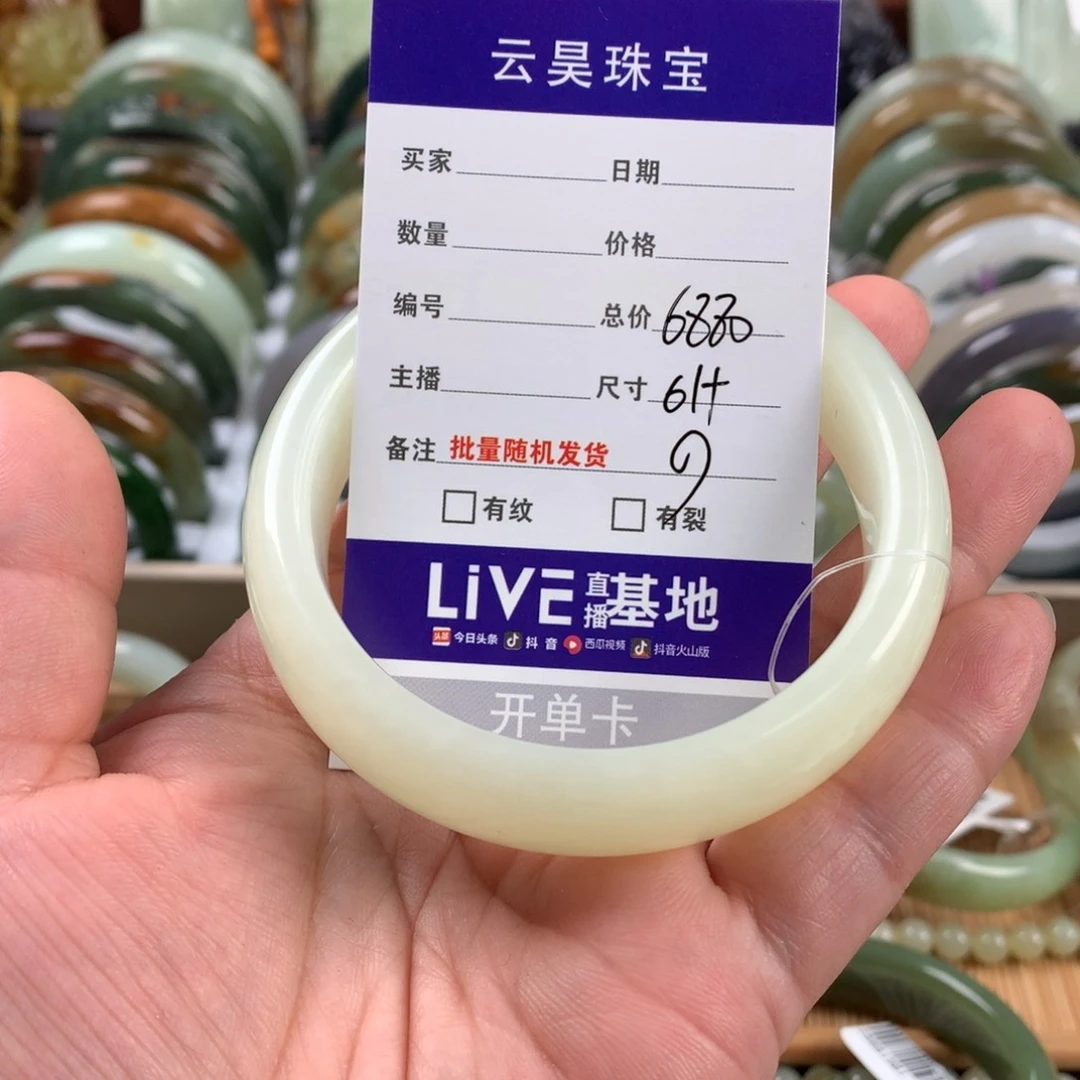 云昊珠宝
买家 日期
数量 价格
编号 总价
主播 尺寸
备注 批量随机发货
有纹 有裂
LiVE 直播基地
今日头条 抖音 西瓜视频 抖音火山版
开单卡